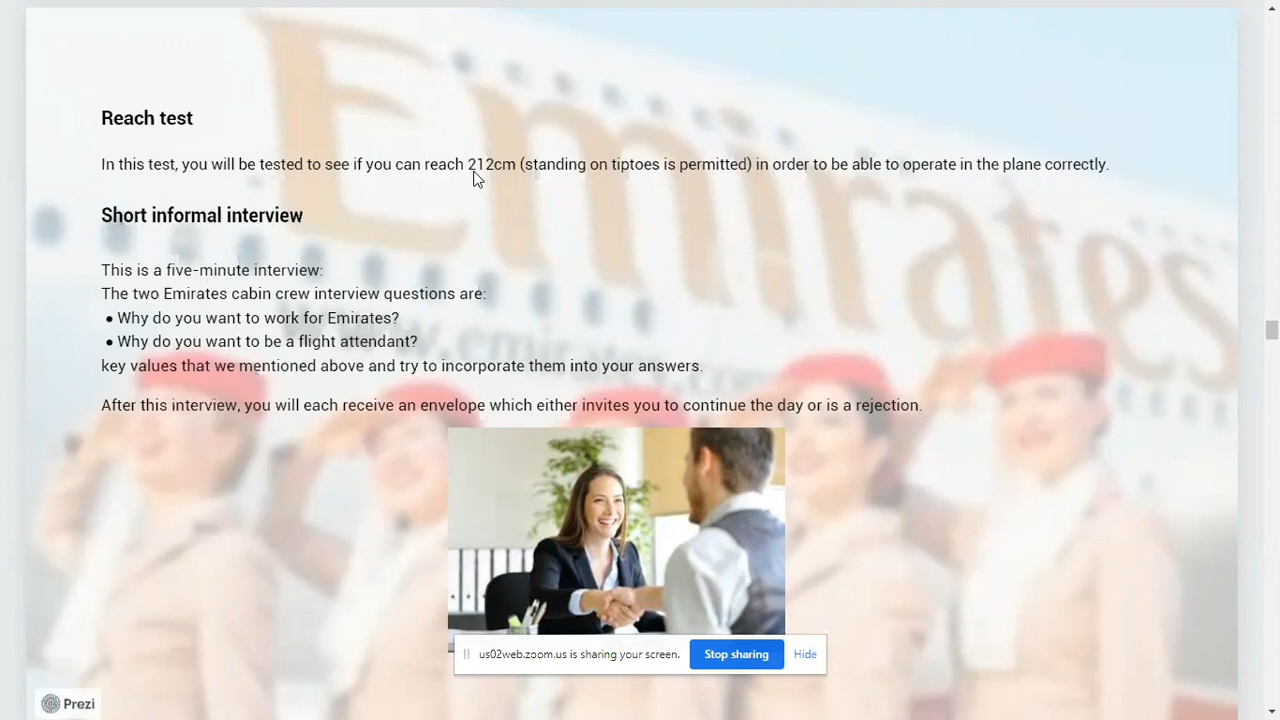 Emirates
www.emirates.com
Reach test
In this test, you will be tested to see if you can reach 212cm (standing on tiptoes is permitted) in order to be able to operate in the plane correctly.
Short informal interview
This is a five-minute interview:
The two Emirates cabin crew interview questions are:
• Why do you want to work for Emirates?
• Why do you want to be a flight attendant?
key values that we mentioned above and try to incorporate them into your answers.
After this interview, you will each receive an envelope which either invites you to continue the day or is a rejection.
us02web.zoom.us is sharing your screen.
Stop sharing
Hide
Prezi